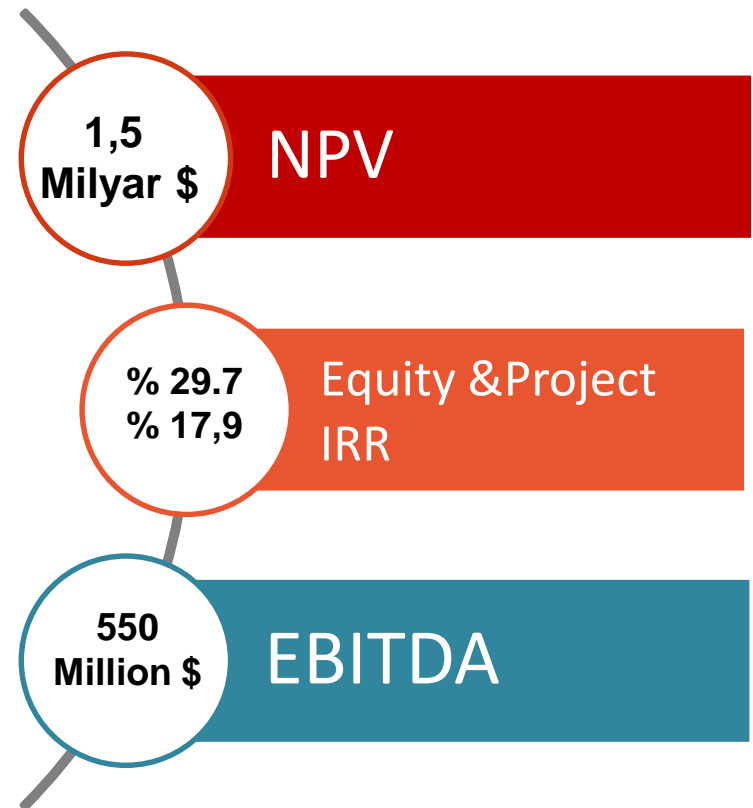 1,5
Milyar $
NPV
% 29.7
% 17,9
Equity &Project
IRR
550
Million $
EBITDA